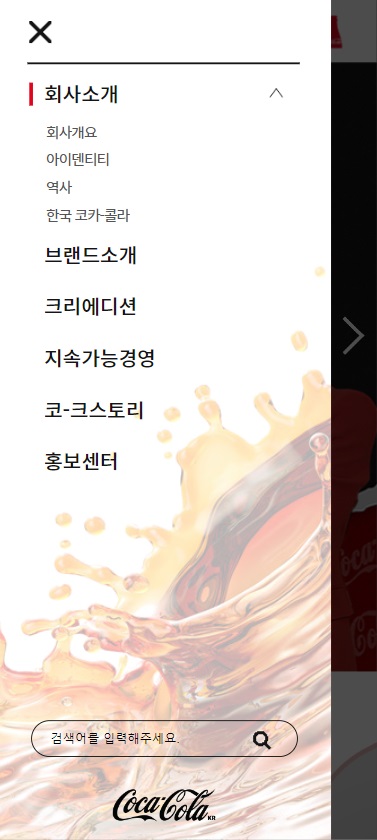 회사소개
회사개요
아이덴티티
역사
한국 코카-콜라
브랜드소개
크리에디션
지속가능경영
코-크스토리
홍보센터
검색어를 입력해주세요.
Coca-Cola KR